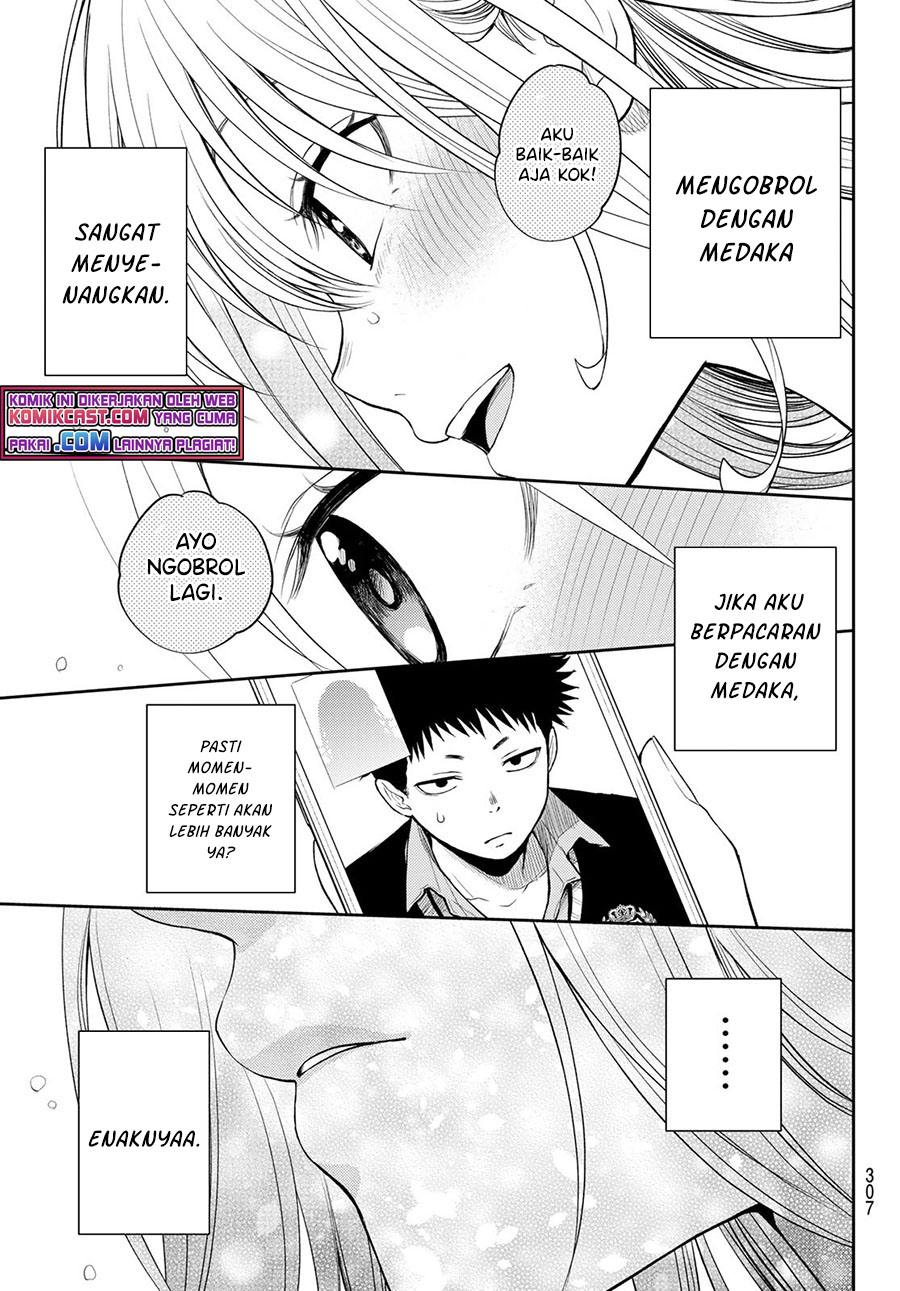 MENGOBROL
DENGAN
MEDAKA
AKU
BAIK-BAIK
AJA KOK!
SANGAT
MENYE-
NANGKAN.
KOMIK INI DIKERJAKAN OLEH WEB
KOMIKCAST.COM YANG CUMA
PAKAI .COM LAINNYA PLAGIAT!
AYO
NGOBROL
LAGI.
JIKA AKU
BERPACARAN
DENGAN
MEDAKA,
PASTI
MOMEN-
MOMEN
SEPERTI AKAN
LEBIH BANYAK
YA?
......
ENAKNYAA.
307